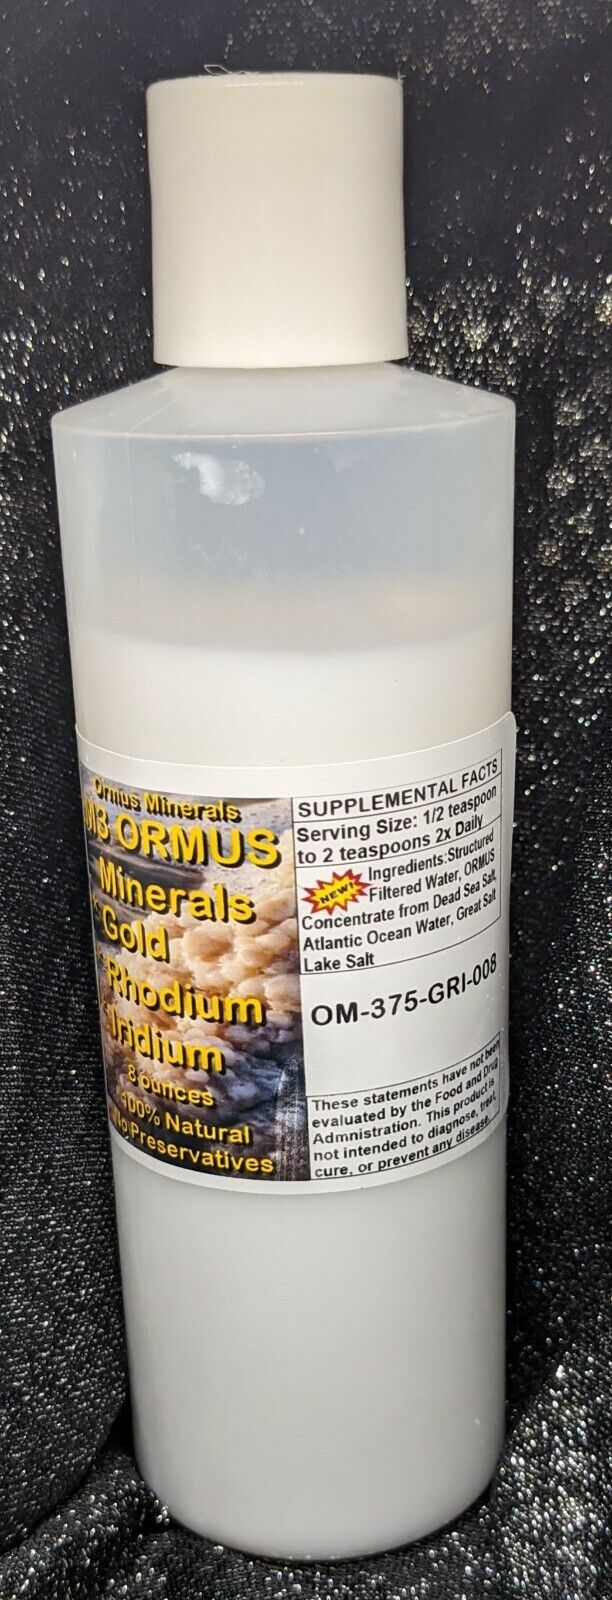 Ormus Minerals
M3 ORMUS
Minerals
Gold
Rhodium
Iridium
8 ounces
100% Natural
No Preservatives
SUPPLEMENTAL FACTS
Serving Size: 1/2 teaspoon
to 2 teaspoons 2x Daily
NEW!
Ingredients:Structured
Filtered Water, ORMUS
Concentrate from Dead Sea Salt,
Atlantic Ocean Water, Great Salt
Lake Salt
OM-375-GRI-008
These statements have not been
evaluated by the Food and Drug
Admnistration. This product is
not intended to diagnose, treat,
cure, or prevent any disease.